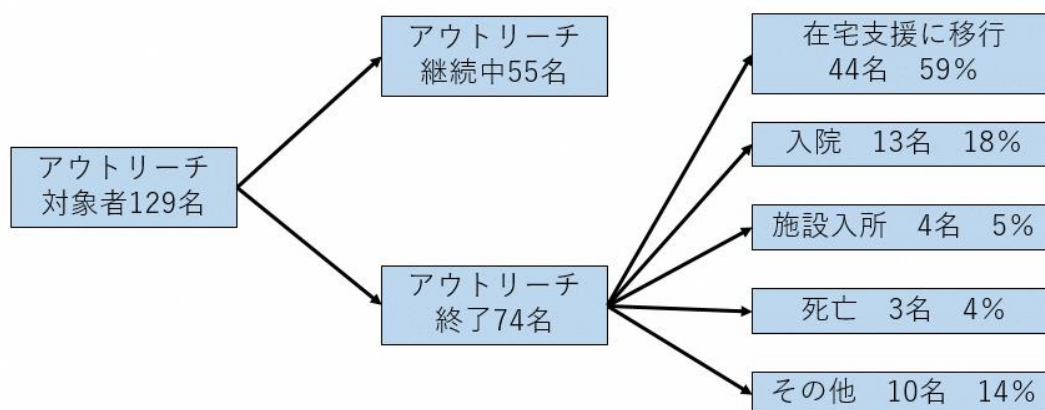 アウトリーチ
対象者129名
アウトリーチ
継続中55名
アウトリーチ
終了74名
在宅支援に移行
44名　59%
入院　13名　18%
施設入所　4名　5%
死亡　3名　4%
その他　10名　14%